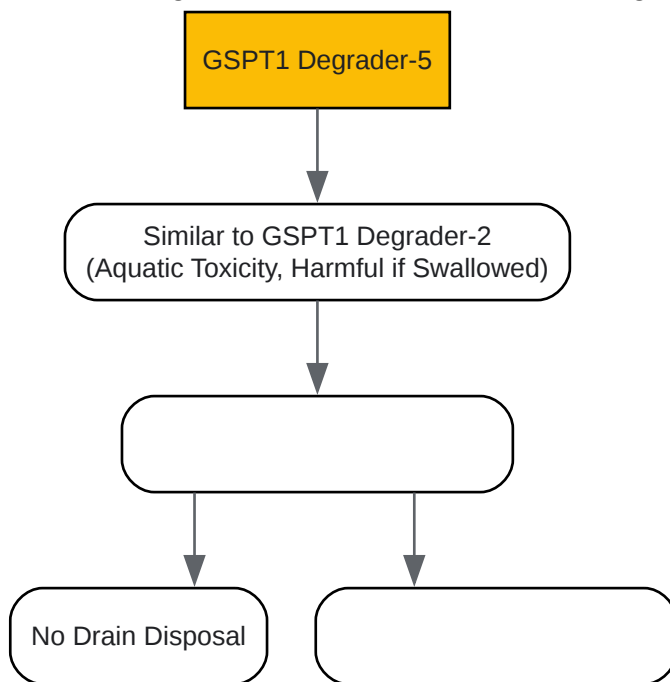 GSPT1 Degrader-5
Similar to GSPT1 Degrader-2
(Aquatic Toxicity, Harmful if Swallowed)
No Drain Disposal